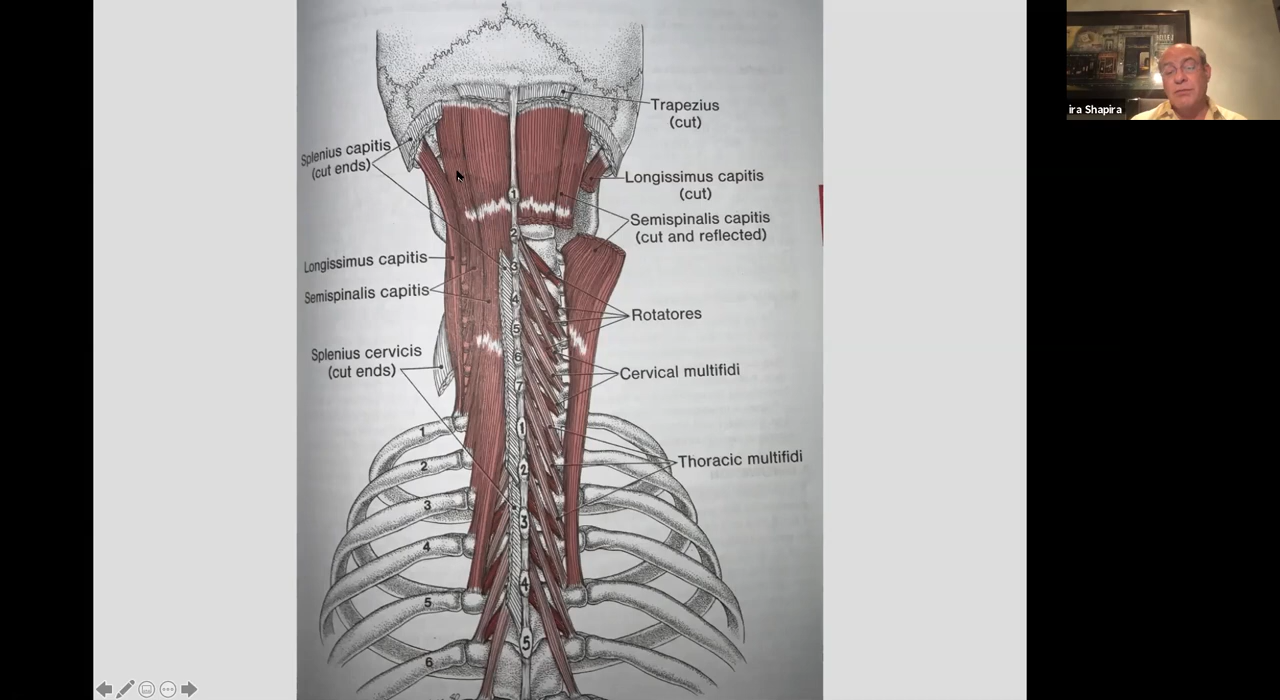 Trapezius
(cut)
Splenius capitis
(cut ends)
Longissimus capitis
(cut)
Semispinalis capitis
(cut and reflected)
Longissimus capitis
Semispinalis capitis
Rotatores
Splenius cervicis
(cut ends)
Cervical multifidi
Thoracic multifidi
1
2
3
4
5
6
7
1
2
3
4
5
1
2
3
4
5
6
ira Shapira